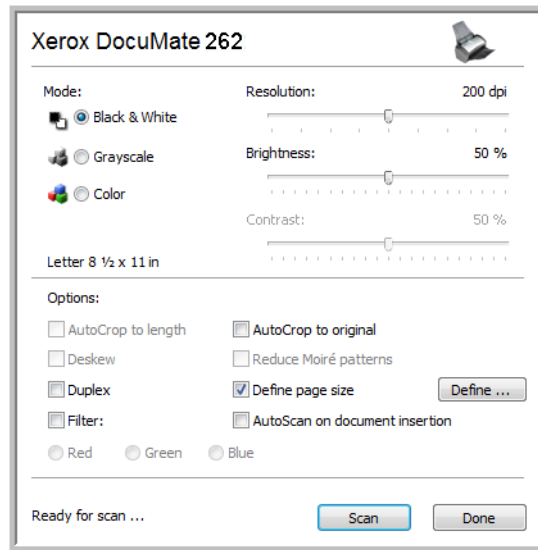 Xerox DocuMate 262
Mode:
Black & White
Grayscale
Color
Letter 8 ½ x 11 in
Resolution: 200 dpi
Brightness: 50 %
Contrast: 50 %
Options:
AutoCrop to length AutoCrop to original
Deskew Reduce Moiré patterns
Duplex Define page size Define ...
Filter: AutoScan on document insertion
Red Green Blue
Ready for scan ... Scan Done